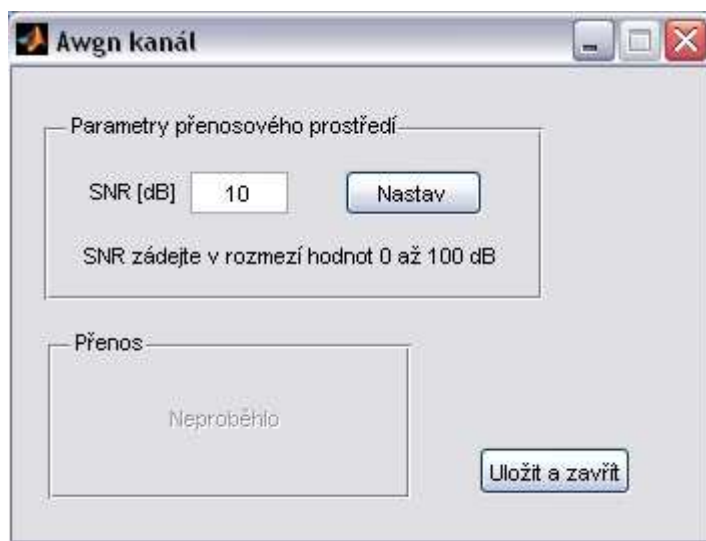 Awgn kanál
Parametry přenosového prostředí
SNR [dB] 10 Nastav
SNR zádejte v rozmezí hodnot 0 až 100 dB
Přenos
Neproběhlo
Uložit a zavřít